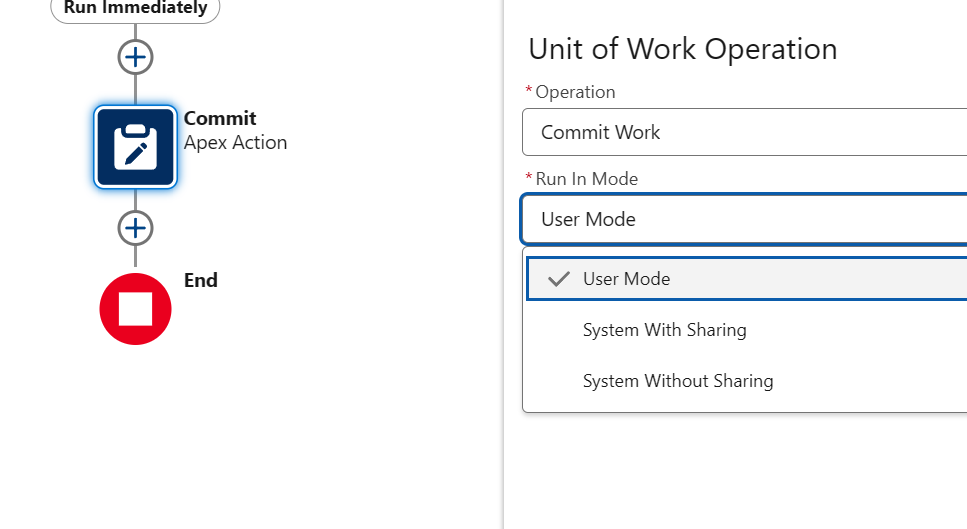 Run Immediately
Commit
Apex Action
End
Unit of Work Operation
* Operation
Commit Work
* Run In Mode
User Mode
User Mode
System With Sharing
System Without Sharing